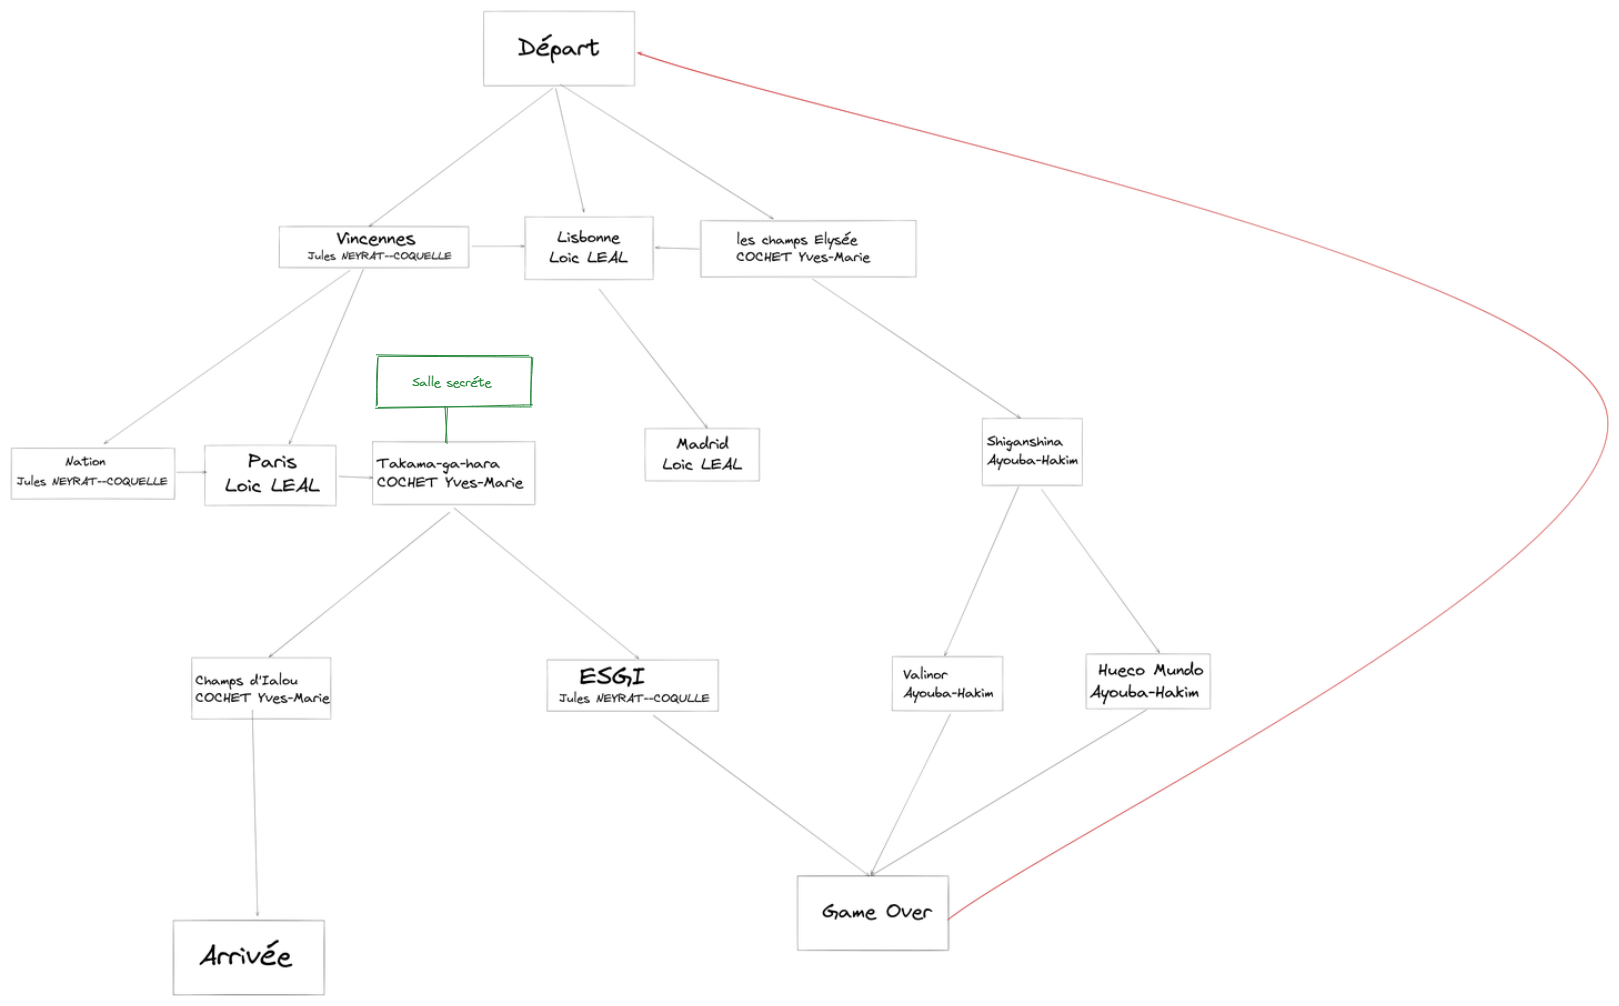 Départ
Vincennes
Jules NEYRAT--COQUELLE
Lisbonne
Loic LEAL
les champs Elysée
COCHET Yves-Marie
Salle secréte
Nation
Jules NEYRAT--COQUELLE
Paris
Loic LEAL
Takama-ga-hara
COCHET Yves-Marie
Madrid
Loic LEAL
Shiganshina
Ayouba-Hakim
Champs d'Ialou
COCHET Yves-Marie
ESGI
Jules NEYRAT--COQULLE
Valinor
Ayouba-Hakim
Hueco Mundo
Ayouba-Hakim
Game Over
Arrivée